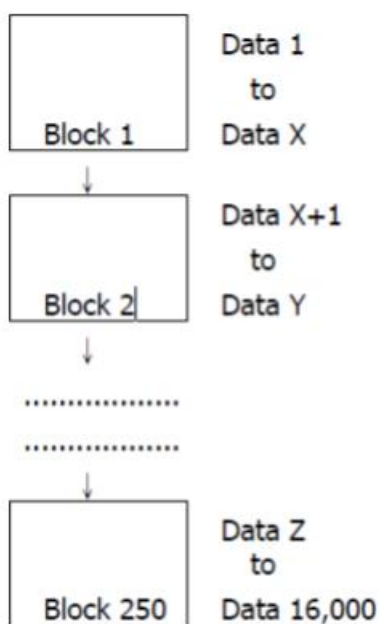 Data 1
to
Block 1 Data X
Data X+1
to
Block 2 Data Y
..................
..................
Data Z
to
Block 250 Data 16,000